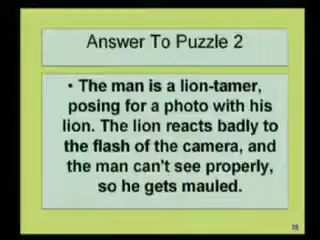 Answer To Puzzle 2
• The man is a lion-tamer,
posing for a photo with his
lion. The lion reacts badly to
the flash of the camera, and
the man can't see properly,
so he gets mauled.